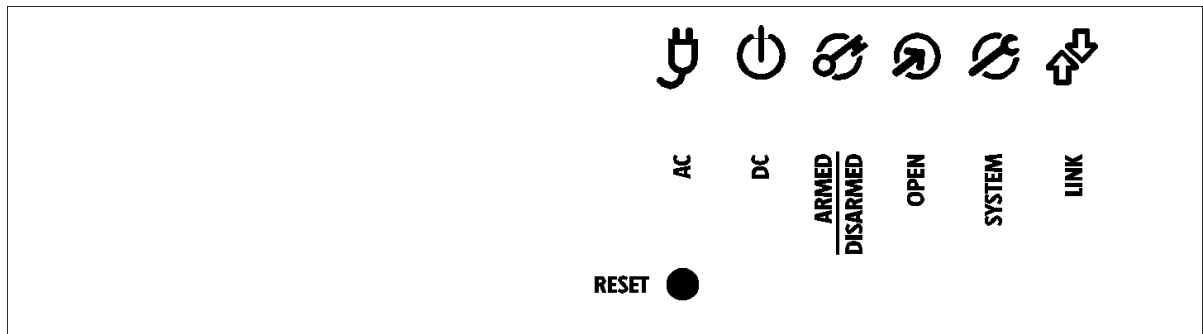 AC
DC
ARMED
DISARMED
OPEN
SYSTEM
LINK
RESET